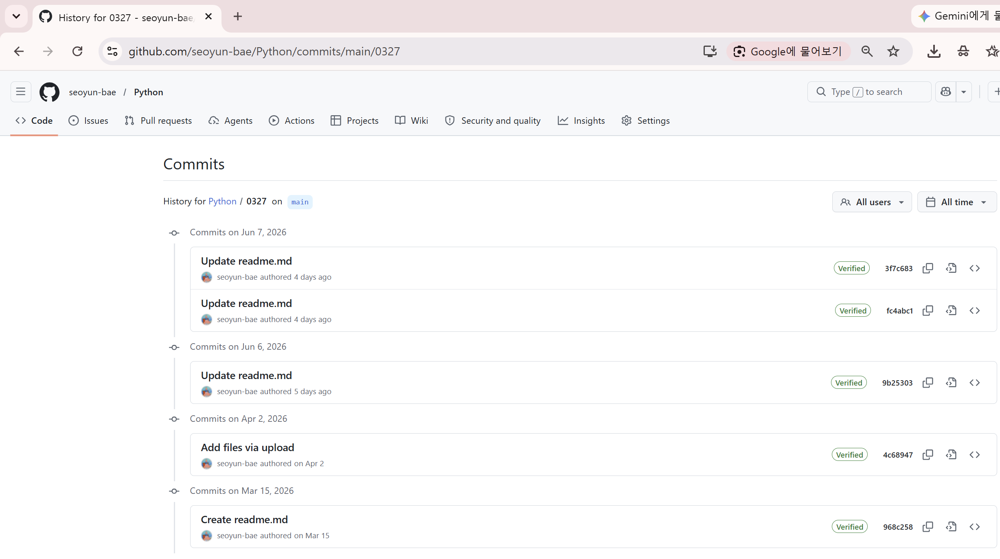 History for 0327 - seoyun-bae/
Gemini에게
github.com/seoyun-bae/Python/commits/main/0327
Google에 물어보기
seoyun-bae / Python
Type / to search
Code Issues Pull requests Agents Actions Projects Wiki Security and quality Insights Settings
Commits
History for Python / 0327 on main
All users All time
Commits on Jun 7, 2026
Update readme.md
Verified 3f7c683
seoyun-bae authored 4 days ago
Update readme.md
Verified fc4abc1
seoyun-bae authored 4 days ago
Commits on Jun 6, 2026
Update readme.md
Verified 9b25303
seoyun-bae authored 5 days ago
Commits on Apr 2, 2026
Add files via upload
Verified 4c68947
seoyun-bae authored on Apr 2
Commits on Mar 15, 2026
Create readme.md
Verified 968c258
seoyun-bae authored on Mar 15